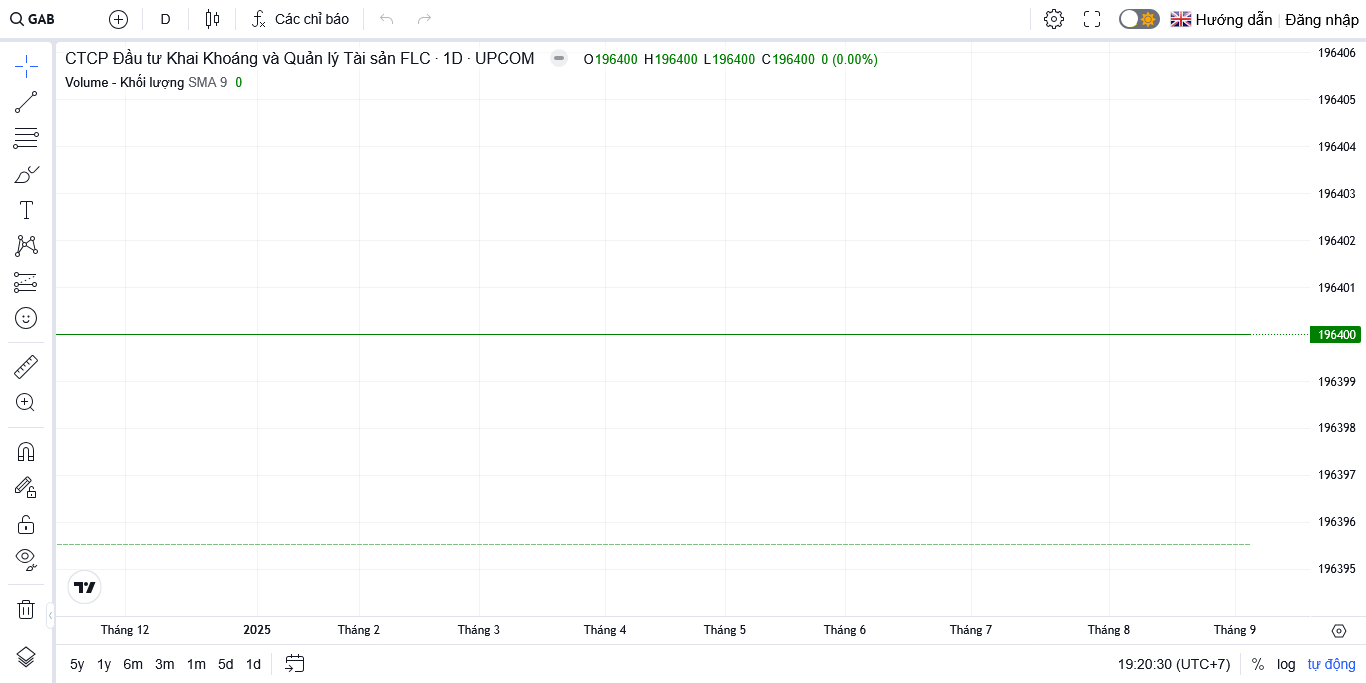 GAB D Các chỉ báo Hướng dẫn Đăng nhập
CTCP Đầu tư Khai Khoáng và Quản lý Tài sản FLC · 1D · UPCOM O196400 H196400 L196400 C196400 0 (0.00%)
Volume - Khối lượng SMA 9 0
196406
196405
196404
196403
196402
196401
196400
196399
196398
196397
196396
196395
Tháng 12 2025 Tháng 2 Tháng 3 Tháng 4 Tháng 5 Tháng 6 Tháng 7 Tháng 8 Tháng 9
5y 1y 6m 3m 1m 5d 1d 19:20:30 (UTC+7) % log tự động